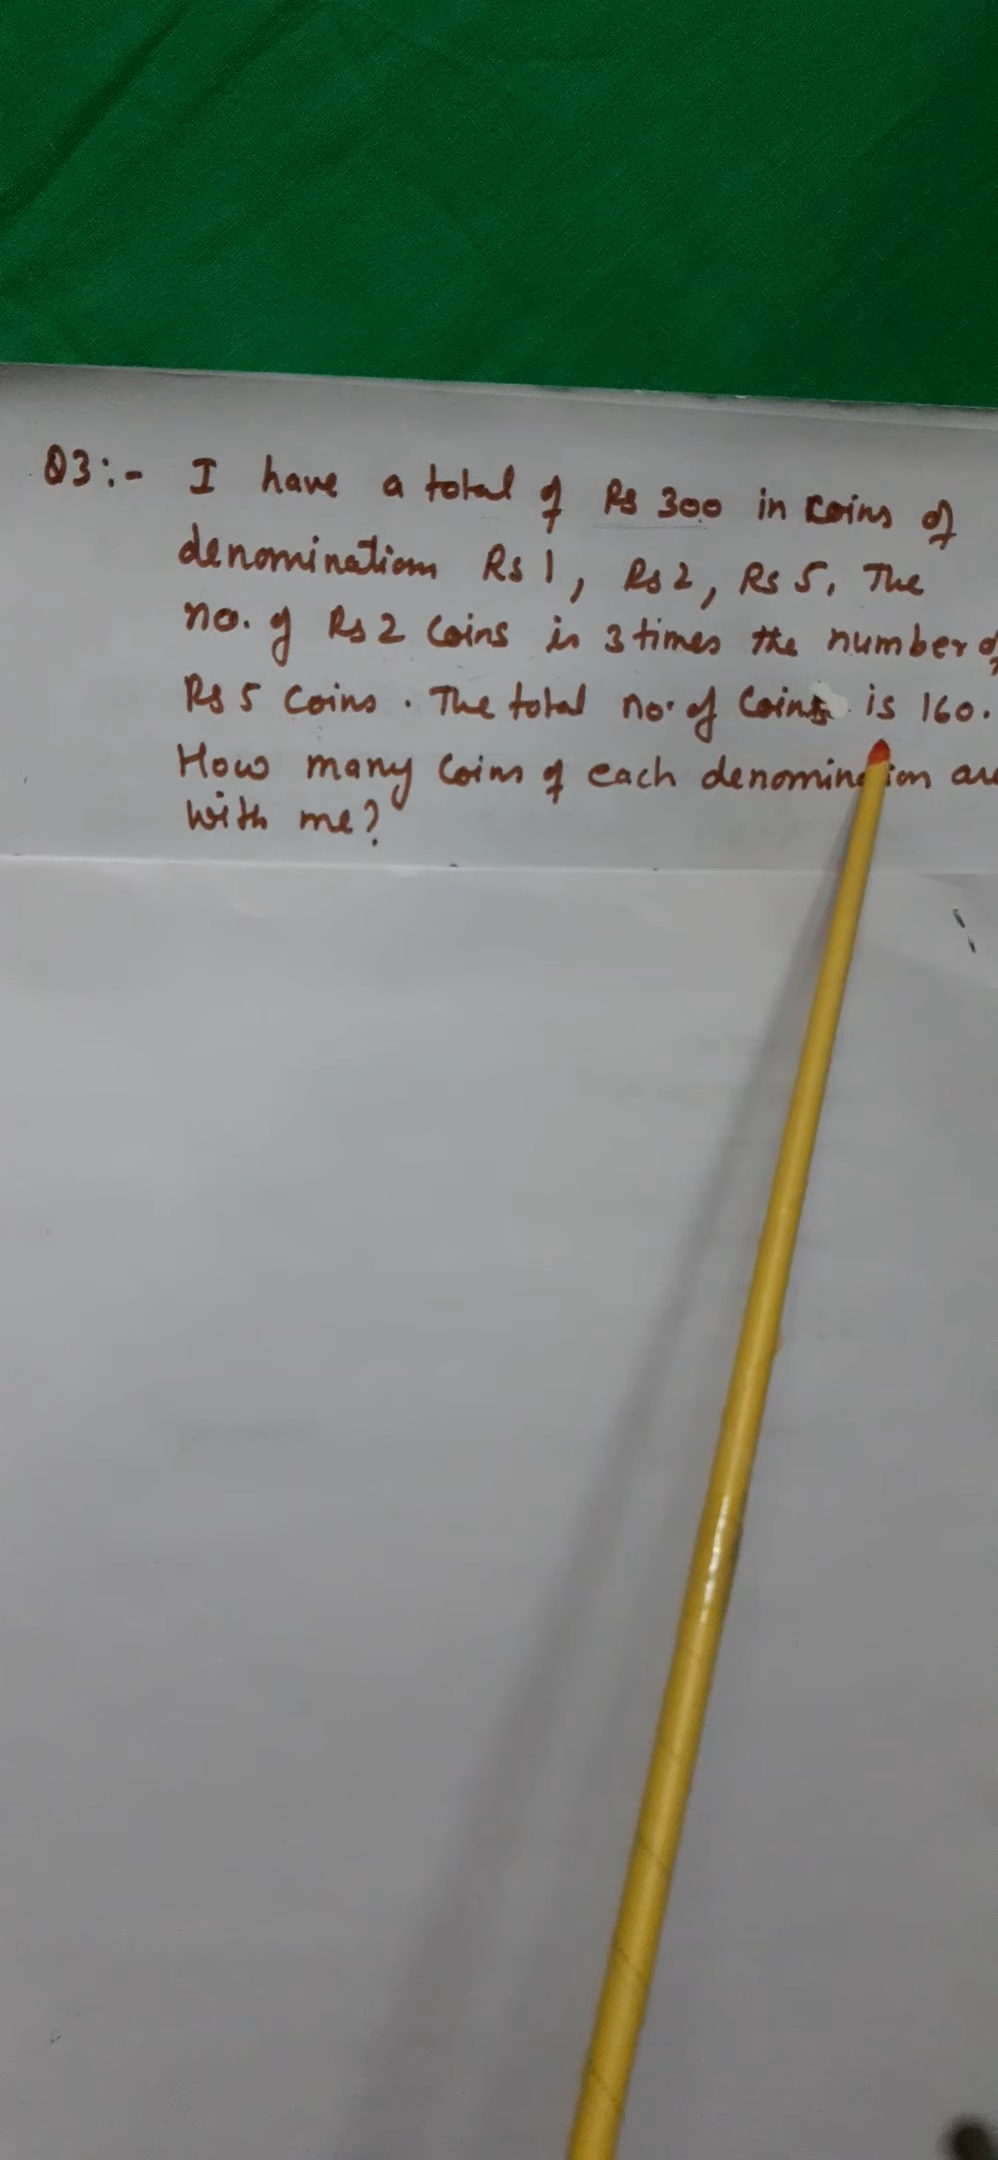 Q3:- I have a total of Rs 300 in coins of
denomination Rs 1, Rs 2, Rs 5. The
no. of Rs 2 coins is 3 times the number of
Rs 5 coins. The total no. of coins is 160.
How many coins of each denomination are
with me?